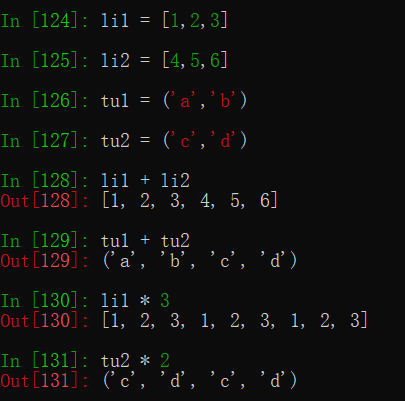 In [124]: li1 = [1,2,3]
In [125]: li2 = [4,5,6]
In [126]: tu1 = ('a','b')
In [127]: tu2 = ('c','d')
In [128]: li1 + li2
Out[128]: [1, 2, 3, 4, 5, 6]
In [129]: tu1 + tu2
Out[129]: ('a', 'b', 'c', 'd')
In [130]: li1 * 3
Out[130]: [1, 2, 3, 1, 2, 3, 1, 2, 3]
In [131]: tu2 * 2
Out[131]: ('c', 'd', 'c', 'd')